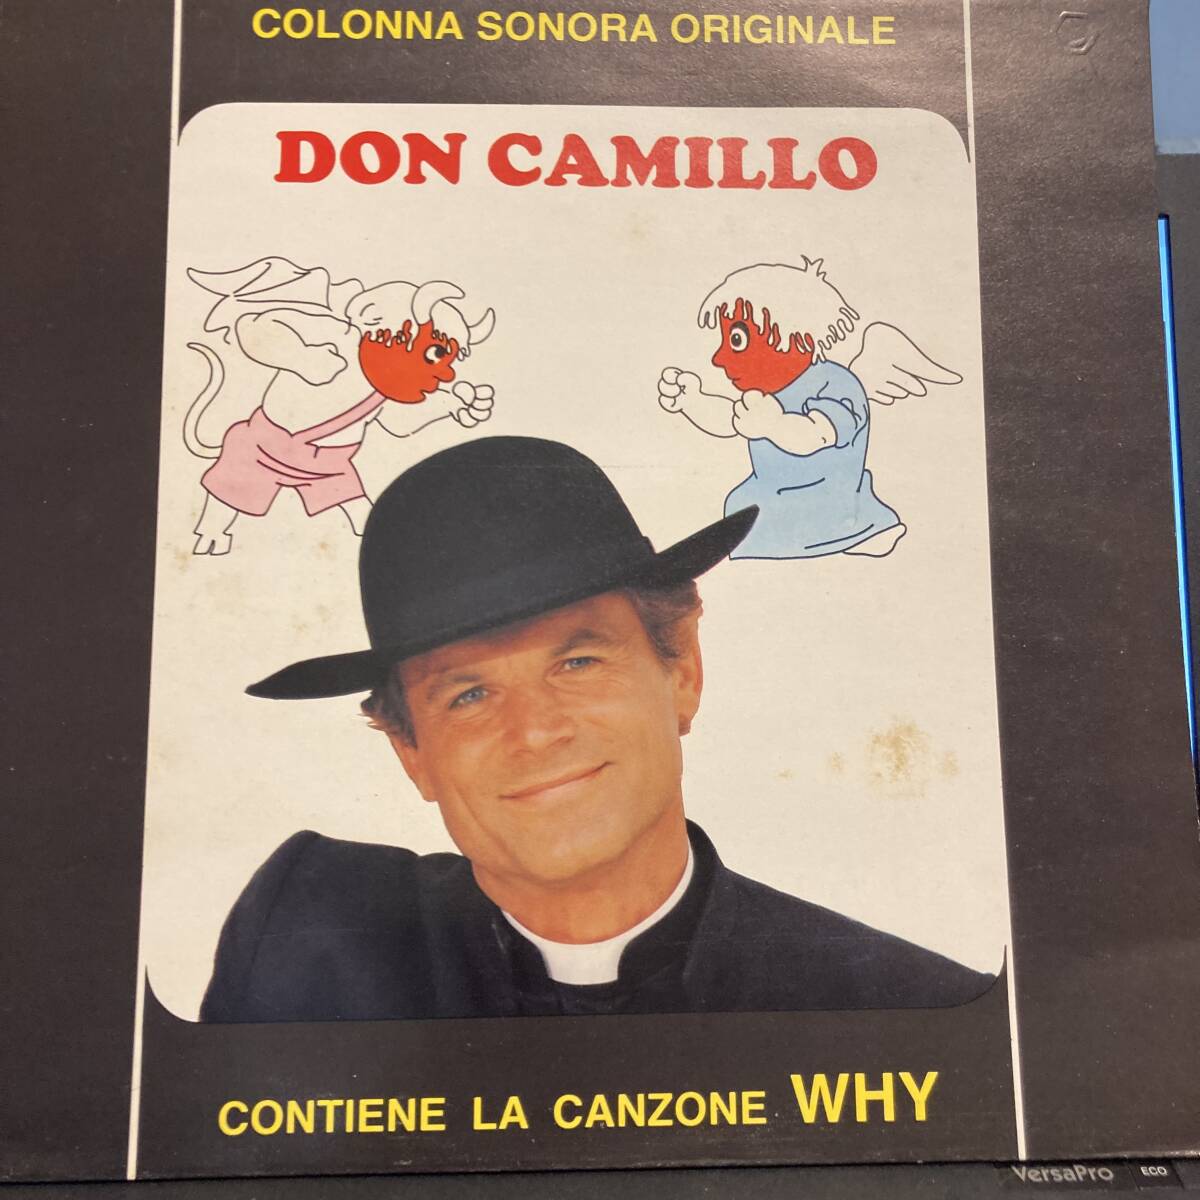 COLONNA SONORA ORIGINALE
DON CAMILLO
CONTIENE LA CANZONE WHY
VersaPro ECO